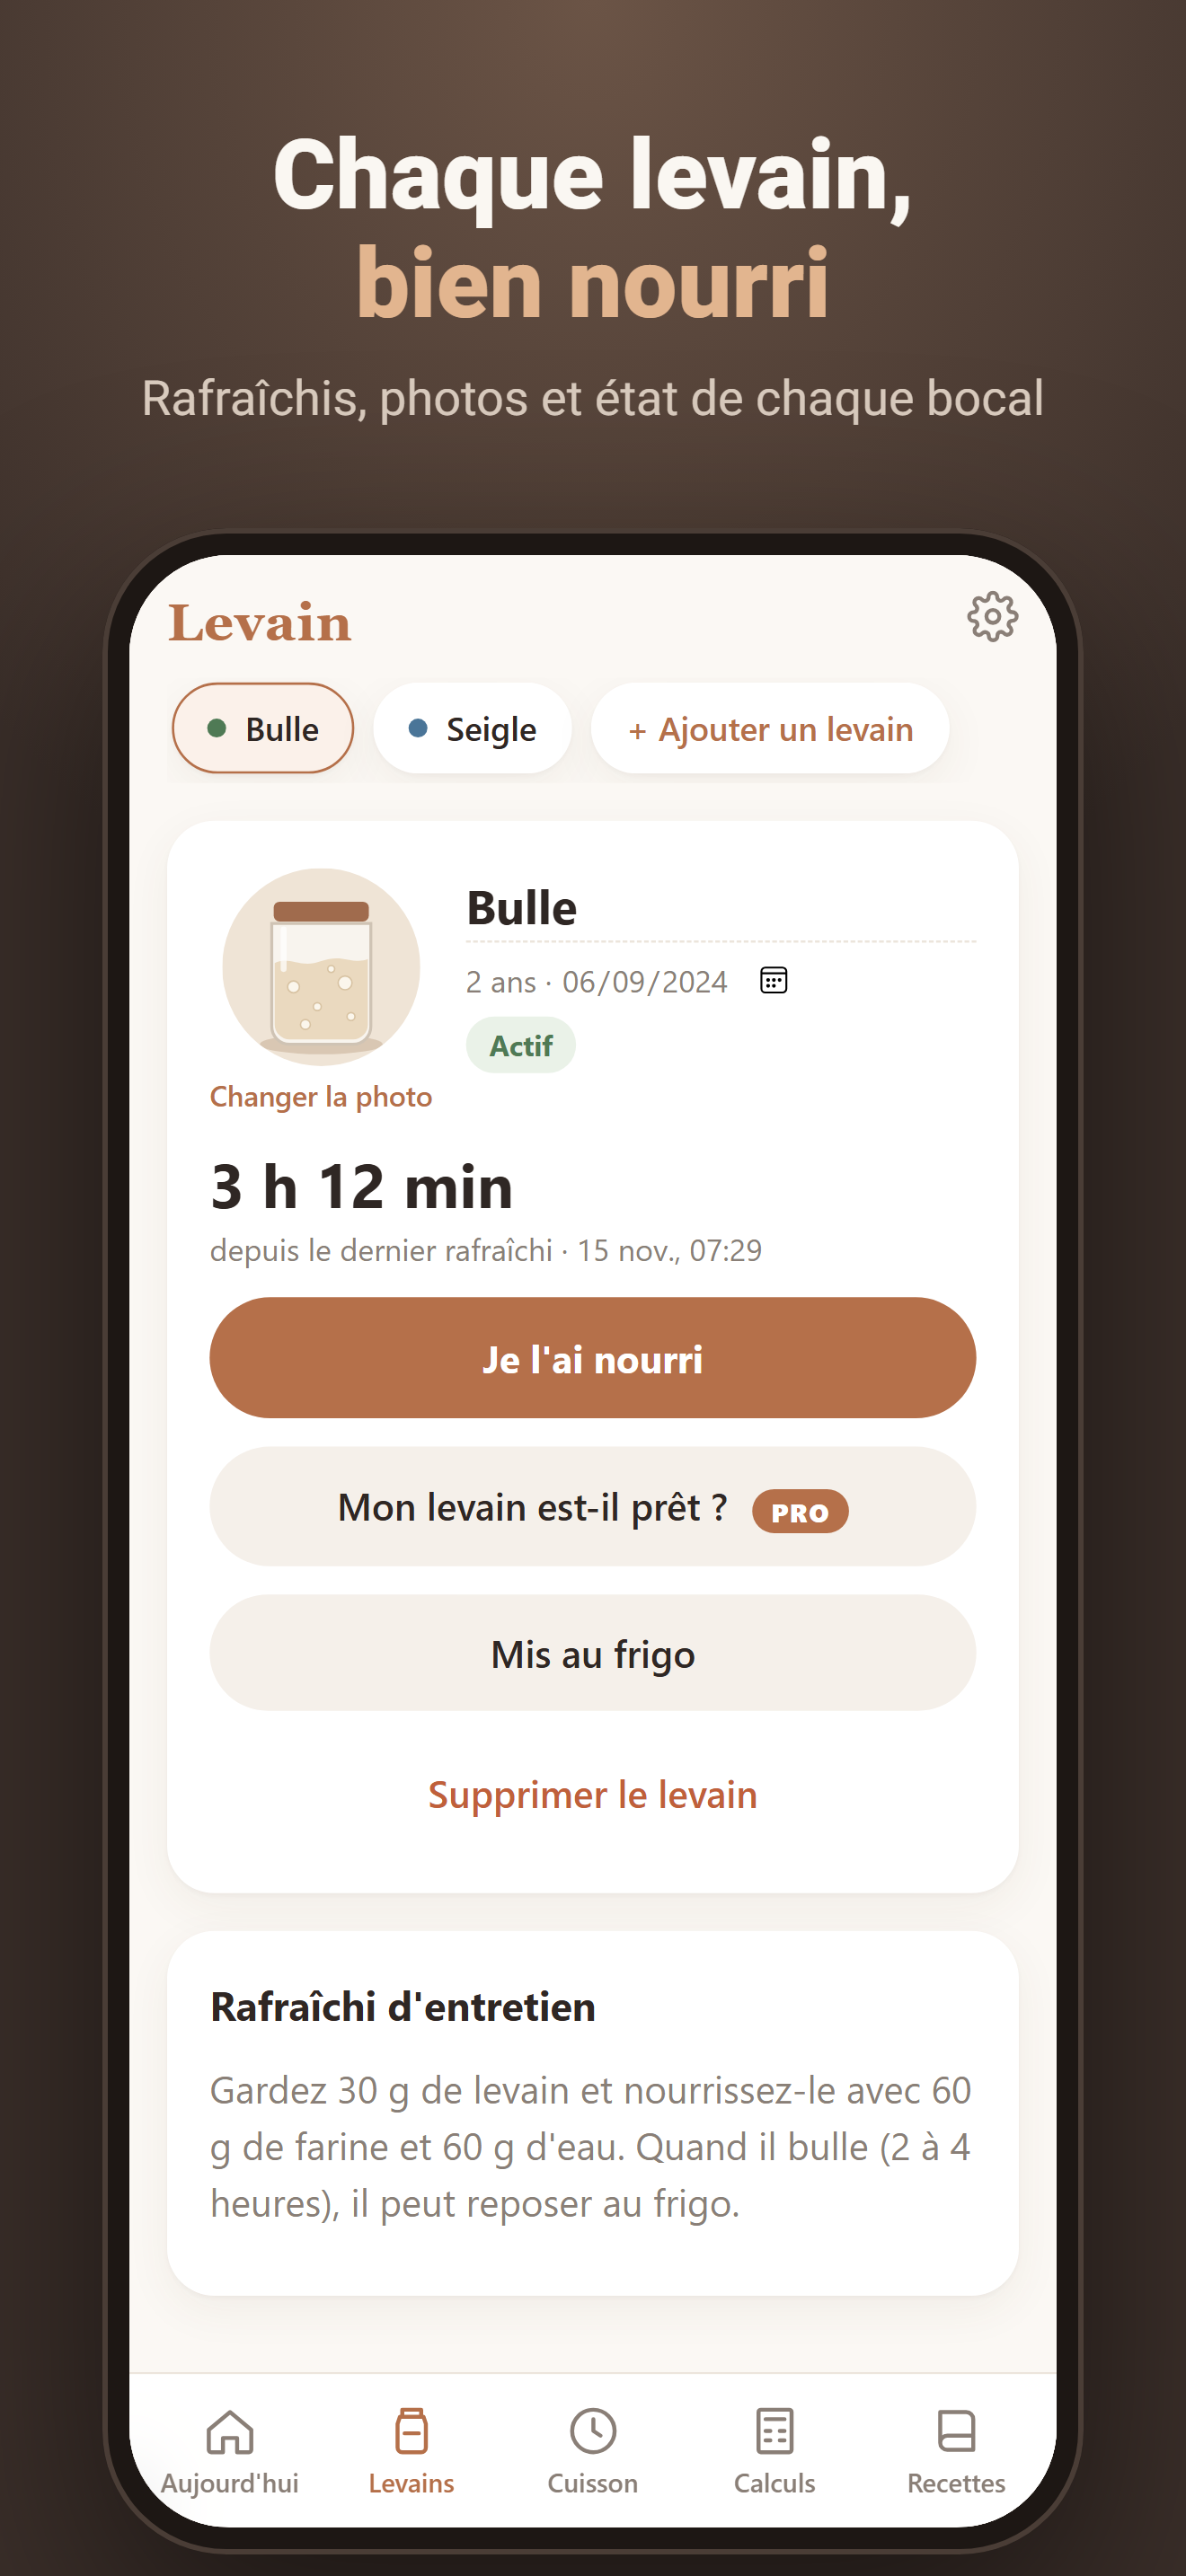 Chaque levain,
bien nourri
Rafraîchis, photos et état de chaque bocal
Levain
Bulle
Seigle
+ Ajouter un levain
Bulle
2 ans · 06/09/2024
Actif
Changer la photo
3 h 12 min
depuis le dernier rafraîchi · 15 nov., 07:29
Je l'ai nourri
Mon levain est-il prêt ? PRO
Mis au frigo
Supprimer le levain
Rafraîchi d'entretien
Gardez 30 g de levain et nourrissez-le avec 60
g de farine et 60 g d'eau. Quand il bulle (2 à 4
heures), il peut reposer au frigo.
Aujourd'hui
Levains
Cuisson
Calculs
Recettes